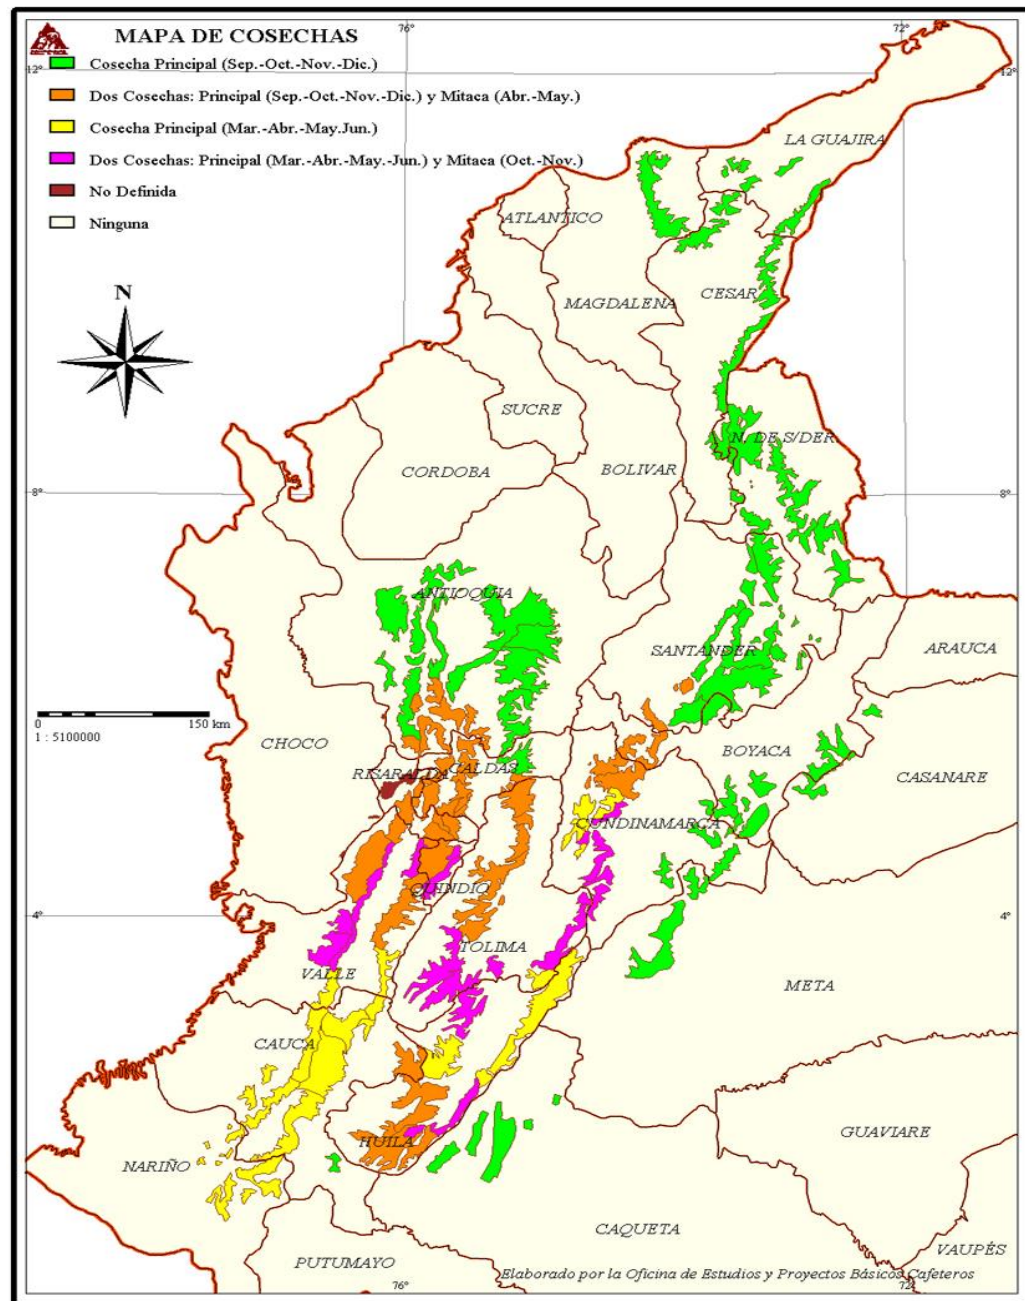 MAPA DE COSECHAS
Cosecha Principal (Sep.-Oct.-Nov.-Dic.)
Dos Cosechas: Principal (Sep.-Oct.-Nov.-Dic.) y Mitaca (Abr.-May.)
Cosecha Principal (Mar.-Abr.-May.Jun.)
Dos Cosechas: Principal (Mar.-Abr.-May.-Jun.) y Mitaca (Oct.-Nov.)
No Definida
Ninguna
76°
72°
12°
12°
N
LA GUAJIRA
ATLANTICO
MAGDALENA
CESAR
SUCRE
N. DE S/DER
CORDOBA
BOLIVAR
8°
8°
ANTIOQUIA
SANTANDER
ARAUCA
0 150 km
1 : 5100000
CHOCO
BOYACA
RISARALDA
CALDAS
CASANARE
CUNDINAMARCA
QUINDIO
4°
4°
TOLIMA
VALLE
META
CAUCA
GUAVIARE
HUILA
NARIÑO
CAQUETA
VAUPÉS
PUTUMAYO
Elaborado por la Oficina de Estudios y Proyectos Básicos Cafeteros
76°
72°